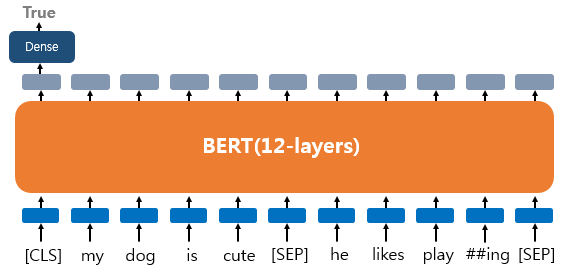 True
Dense
BERT(12-layers)
[CLS] my dog is cute [SEP] he likes play ##ing [SEP]